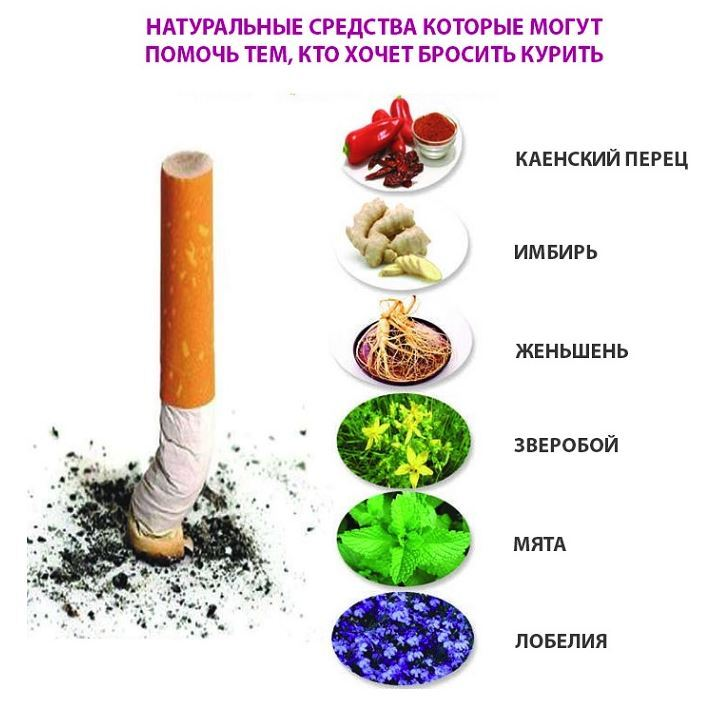 НАТУРАЛЬНЫЕ СРЕДСТВА КОТОРЫЕ МОГУТ
ПОМОЧЬ ТЕМ, КТО ХОЧЕТ БРОСИТЬ КУРИТЬ
КАЕНСКИЙ ПЕРЕЦ
ИМБИРЬ
ЖЕНЬШЕНЬ
ЗВЕРОБОЙ
МЯТА
ЛОБЕЛИЯ